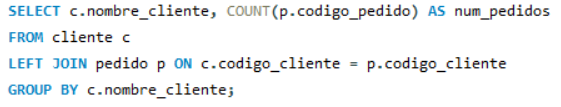 SELECT c.nombre_cliente, COUNT(p.codigo_pedido) AS num_pedidos
FROM cliente c
LEFT JOIN pedido p ON c.codigo_cliente = p.codigo_cliente
GROUP BY c.nombre_cliente;